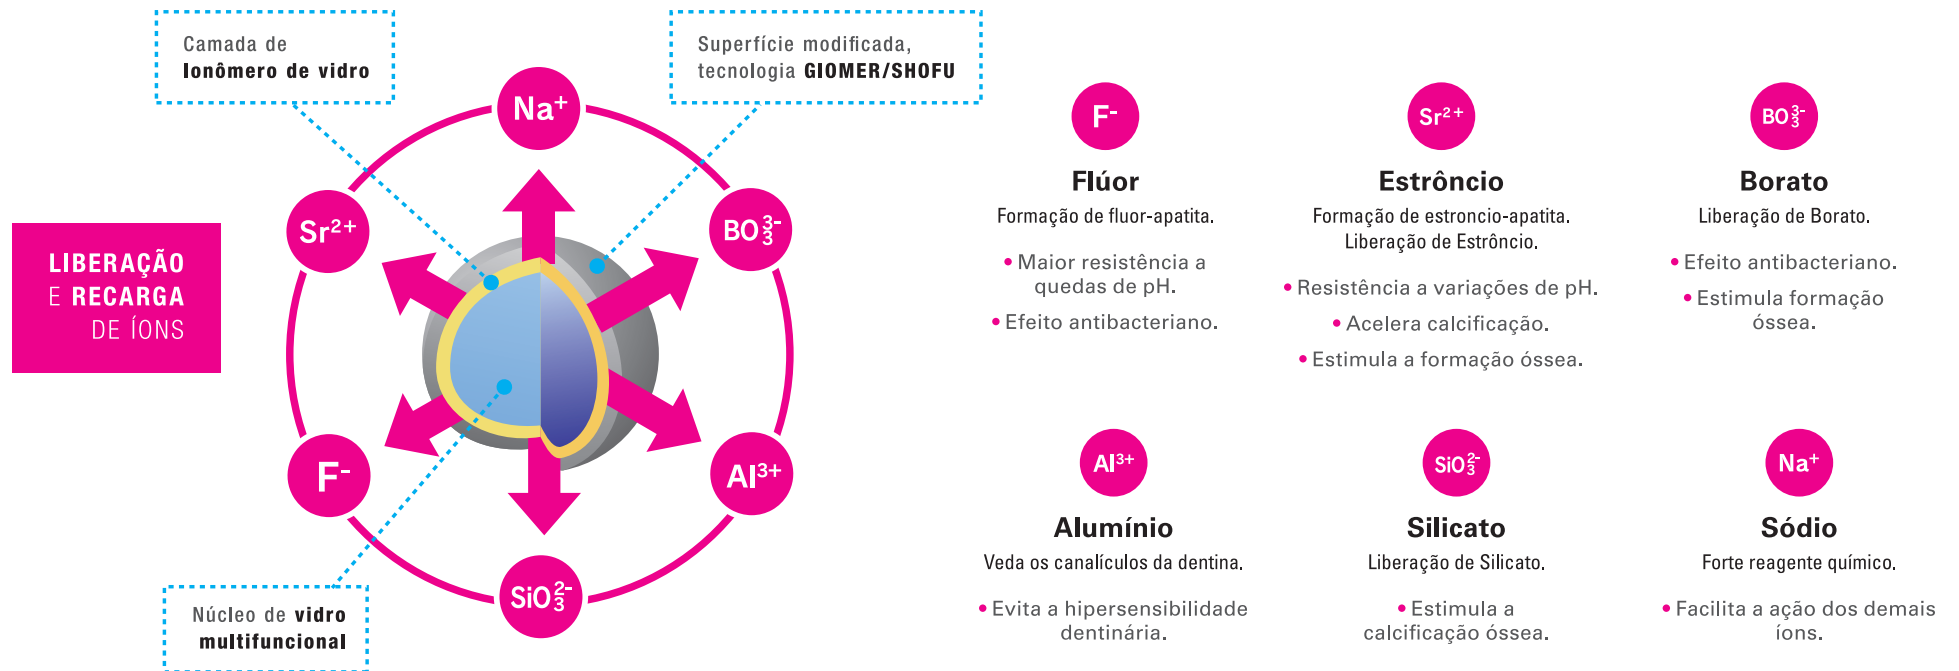 Camada de
Ionômero de vidro
Superfície modificada,
tecnologia GIOMER/SHOFU
LIBERAÇÃO
E RECARGA
DE ÍONS
Na⁺
Sr²⁺
BO₃³⁻
F⁻
Al³⁺
SiO₃²⁻
Núcleo de vidro
multifuncional
F⁻
Flúor
Formação de fluor-apatita.
• Maior resistência a
quedas de pH.
• Efeito antibacteriano.
Sr²⁺
Estrôncio
Formação de estroncio-apatita.
Liberação de Estrôncio.
• Resistência a variações de pH.
• Acelera calcificação.
• Estimula a formação óssea.
BO₃³⁻
Borato
Liberação de Borato.
• Efeito antibacteriano.
• Estimula formação
óssea.
Al³⁺
Alumínio
Veda os canalículos da dentina.
• Evita a hipersensibilidade
dentinária.
SiO₃²⁻
Silicato
Liberação de Silicato.
• Estimula a
calcificação óssea.
Na⁺
Sódio
Forte reagente químico.
• Facilita a ação dos demais
íons.